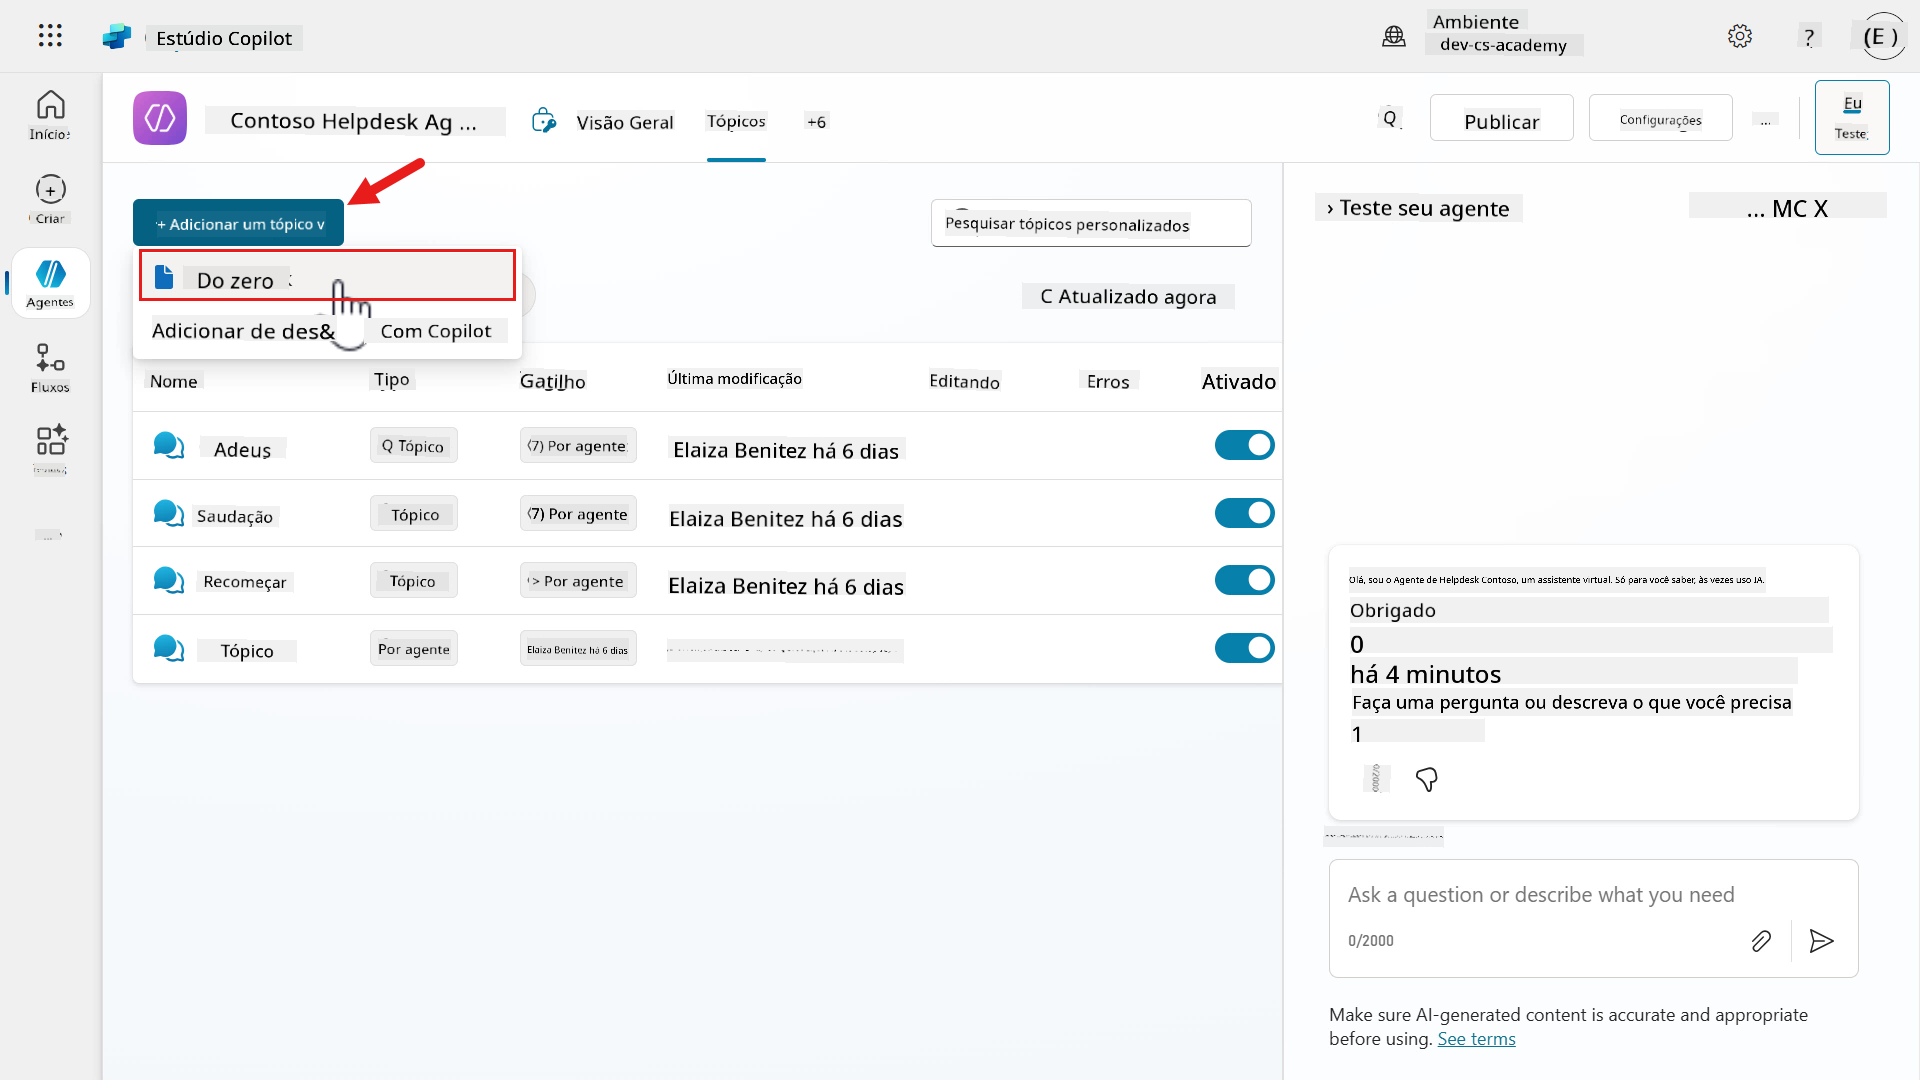 Estúdio Copilot
Ambiente
dev-cs-academy
?
(E )
Início
Criar
Agentes
Fluxos
Contoso Helpdesk Ag ...
Visão Geral
Tópicos
+6
Q
Publicar
Configurações
...
Eu
Teste
+ Adicionar um tópico v
Do zero
Adicionar de des&
Com Copilot
Pesquisar tópicos personalizados
C Atualizado agora
Nome
Tipo
Gatilho
Última modificação
Editando
Erros
Ativado
Adeus
Q Tópico
(7) Por agente
Elaiza Benitez há 6 dias
Saudação
Tópico
(7) Por agente
Elaiza Benitez há 6 dias
Recomeçar
Tópico
> Por agente
Elaiza Benitez há 6 dias
Tópico
Por agente
Elaiza Benitez há 6 dias
› Teste seu agente
... MC X
Olá, sou o Agente de Helpdesk Contoso, um assistente virtual. Só para você saber, às vezes uso IA.
Obrigado
0
há 4 minutos
Faça uma pergunta ou descreva o que você precisa
1
0/2000
Ask a question or describe what you need
0/2000
Make sure AI-generated content is accurate and appropriate
before using. See terms